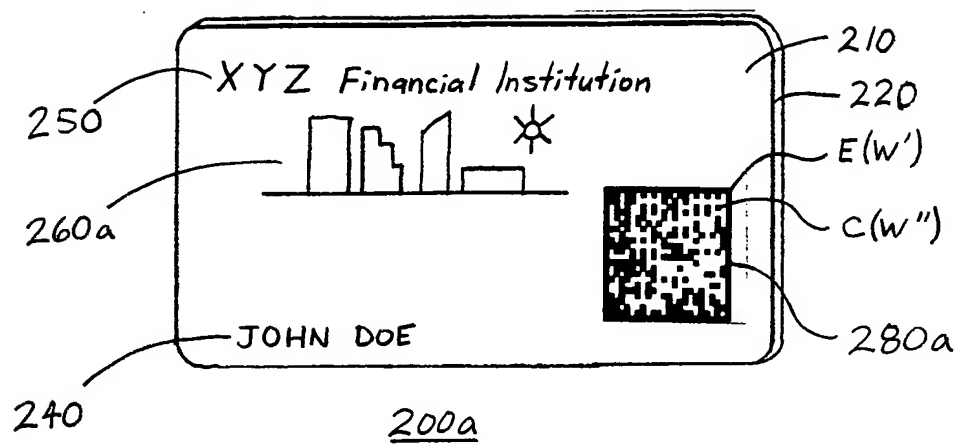 210
XYZ Financial Institution
220
250
E(W')
260a
C(W")
JOHN DOE
280a
240
200a